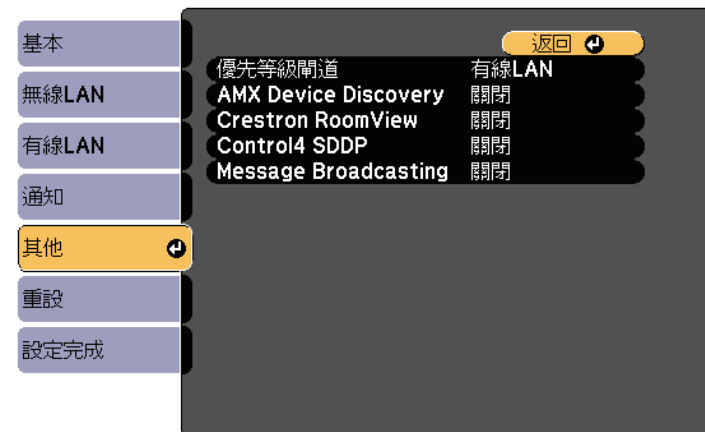 基本
無線LAN
有線LAN
通知
其他
重設
設定完成
返回
優先等級閘道 有線LAN
AMX Device Discovery 關閉
Crestron RoomView 關閉
Control4 SDDP 關閉
Message Broadcasting 關閉